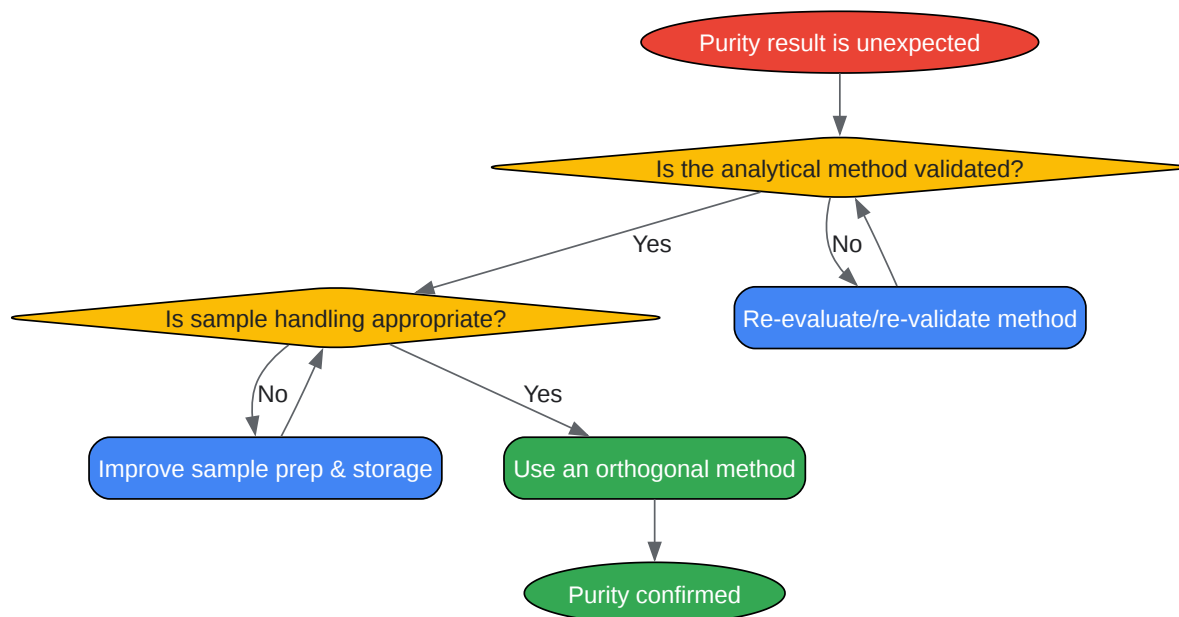 Purity result is unexpected
Is the analytical method validated?
Yes
No
Is sample handling appropriate?
Re-evaluate/re-validate method
No
Yes
Improve sample prep & storage
Use an orthogonal method
Purity confirmed